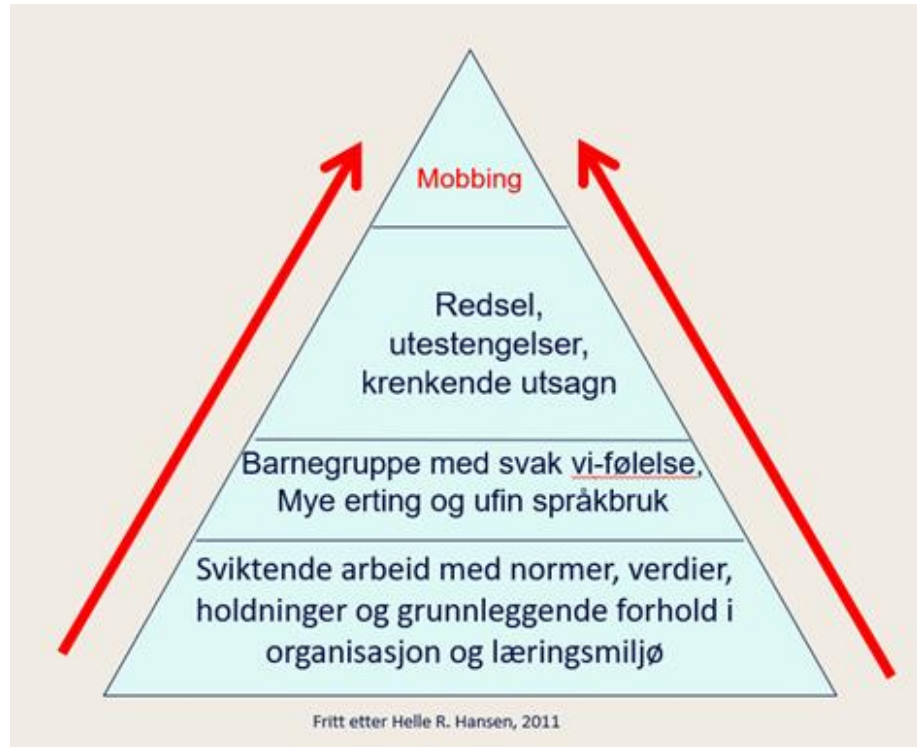 Mobbing
Redsel,
utestengelser,
krenkende utsagn
Barnegruppe med svak vi-følelse,
Mye erting og ufin språkbruk
Sviktende arbeid med normer, verdier,
holdninger og grunnleggende forhold i
organisasjon og læringsmiljø
Fritt etter Helle R. Hansen, 2011